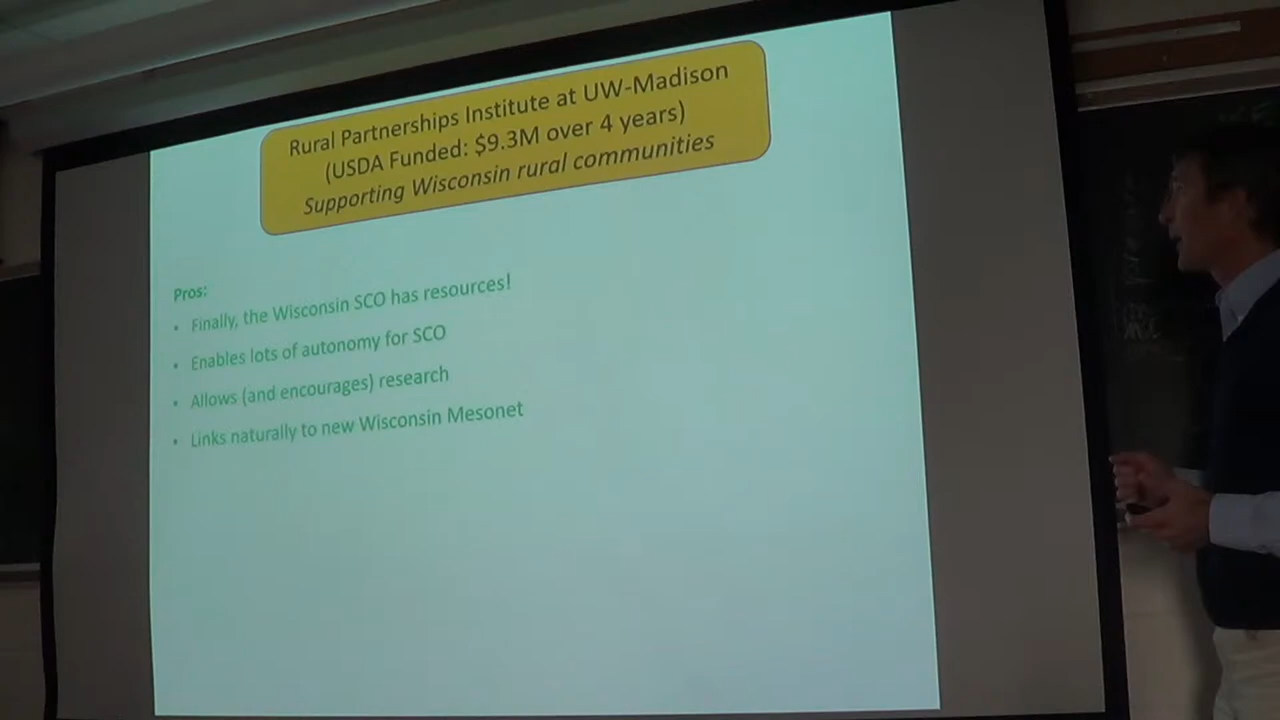 Rural Partnerships Institute at UW-Madison
(USDA Funded: $9.3M over 4 years)
Supporting Wisconsin rural communities
Pros:
• Finally, the Wisconsin SCO has resources!
• Enables lots of autonomy for SCO
• Allows (and encourages) research
• Links naturally to new Wisconsin Mesonet